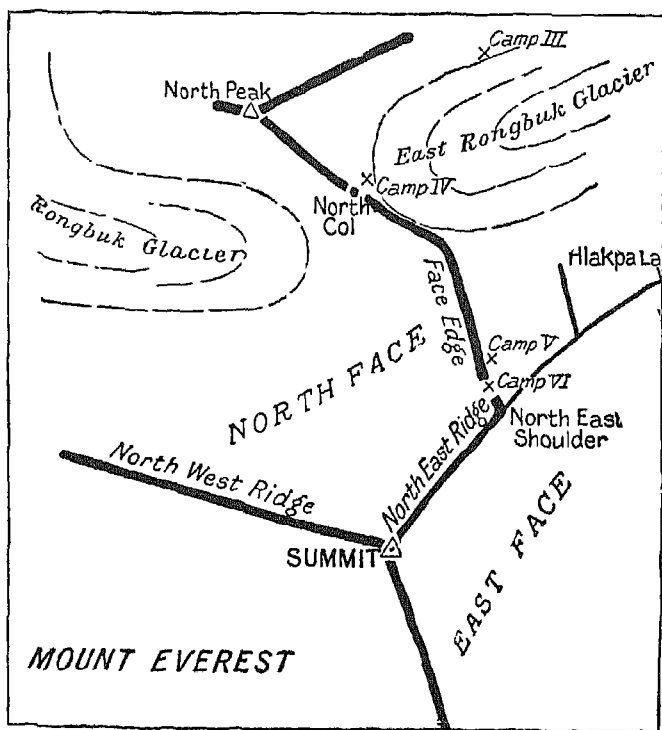 Camp III
North Peak
East Rongbuk Glacier
Camp IV
North
Col
Rongbuk Glacier
Hlakpa La
Face Edge
Camp V
NORTH FACE
Camp VI
North East
Shoulder
North East Ridge
North West Ridge
SUMMIT
EAST FACE
MOUNT EVEREST